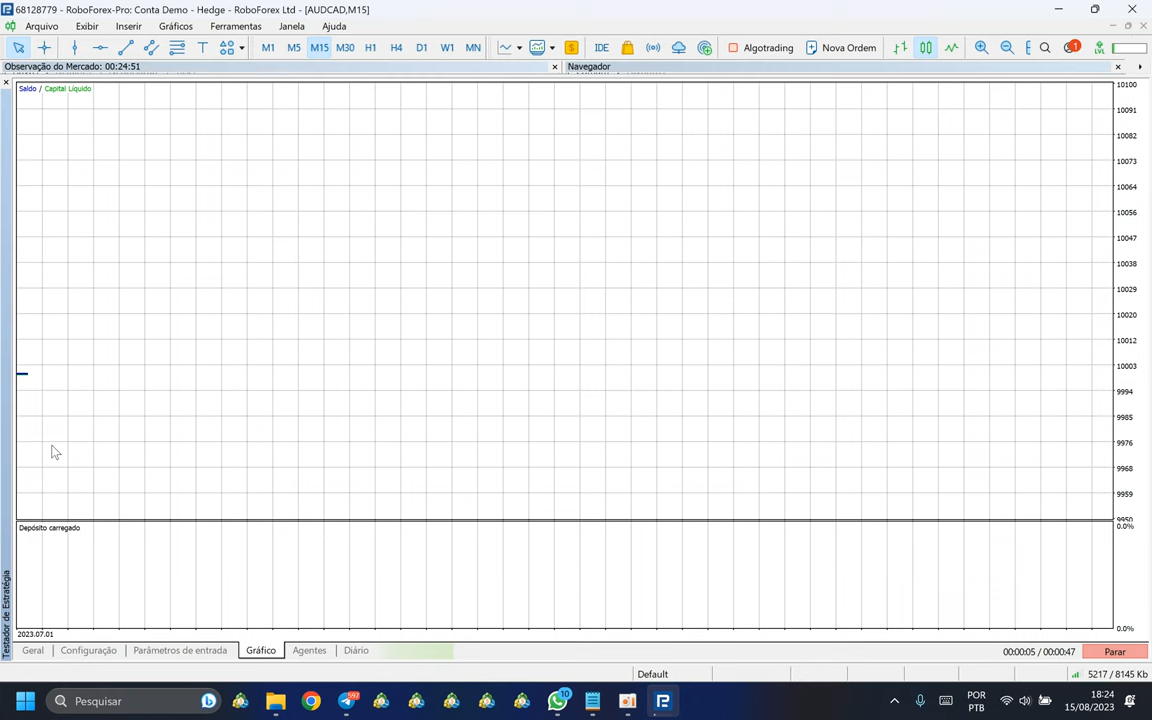 68128779 - RoboForex-Pro: Conta Demo - Hedge - RoboForex Ltd - [AUDCAD,M15]
Arquivo Exibir Inserir Gráficos Ferramentas Janela Ajuda
M1 M5 M15 M30 H1 H4 D1 W1 MN IDE Algotrading Nova Ordem 1 LVL
Observação do Mercado: 00:24:51
Navegador
Saldo / Capital Líquido
10100
10091
10082
10073
10064
10056
10047
10038
10029
10020
10012
10003
9994
9985
9976
9968
9959
9950
Depósito carregado
0.0%
0.0%
2023.07.01
Testador de Estratégia
Geral Configuração Parâmetros de entrada Gráfico Agentes Diário 00:00:05 / 00:00:47 Parar
Default 5217 / 8145 Kb
Pesquisar 597 10 POR PTB 18:24 15/08/2023